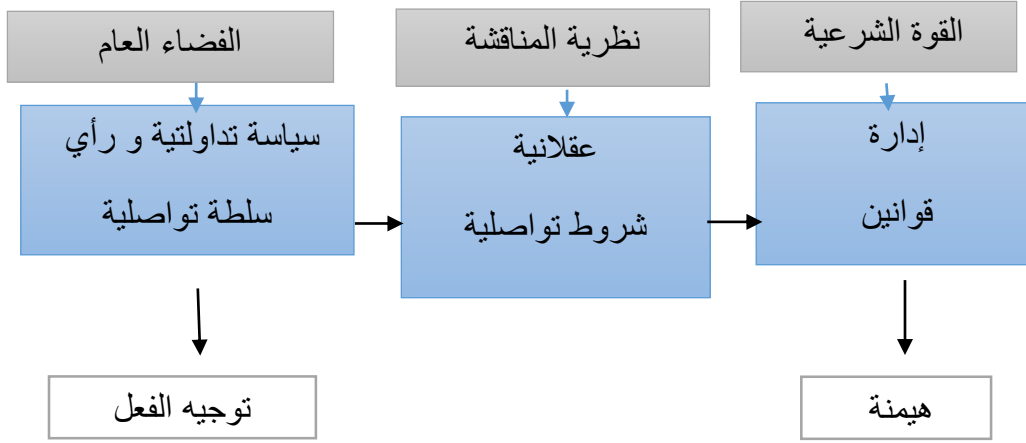 الفضاء العام
نظرية المناقشة
القوة الشرعية
سياسة تداولتية و رأي
سلطة تواصلية
عقلانية
شروط تواصلية
إدارة
قوانين
توجيه الفعل
هيمنة